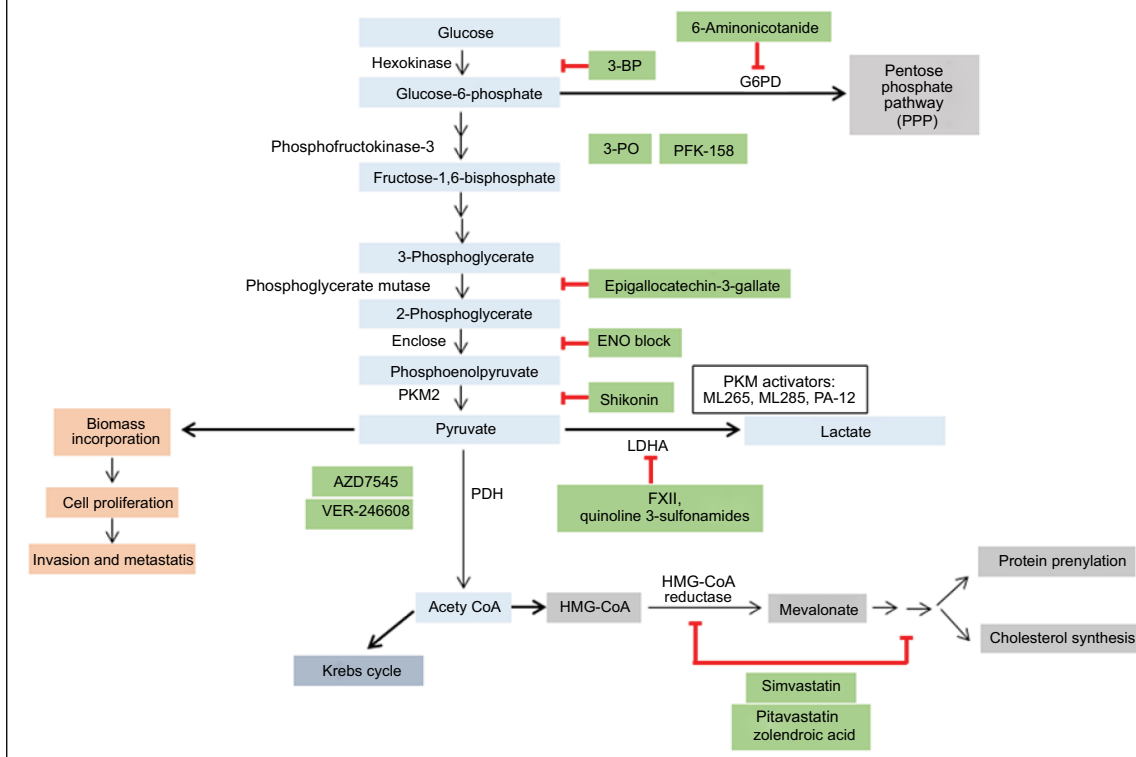 Glucose
6-Aminonicotanide
Hexokinase
3-BP
G6PD
Glucose-6-phosphate
Pentose
phosphate
pathway
(PPP)
Phosphofructokinase-3
3-PO
PFK-158
Fructose-1,6-bisphosphate
3-Phosphoglycerate
Phosphoglycerate mutase
Epigallocatechin-3-gallate
2-Phosphoglycerate
Enclose
ENO block
Phosphoenolpyruvate
PKM activators:
ML265, ML285, PA-12
PKM2
Shikonin
Biomass
incorporation
Pyruvate
LDHA
Lactate
Cell proliferation
AZD7545
VER-246608
PDH
FXII,
quinoline 3-sulfonamides
Invasion and metastatis
Acety CoA
HMG-CoA
HMG-CoA
reductase
Mevalonate
Protein prenylation
Cholesterol synthesis
Krebs cycle
Simvastatin
Pitavastatin
zolendroic acid